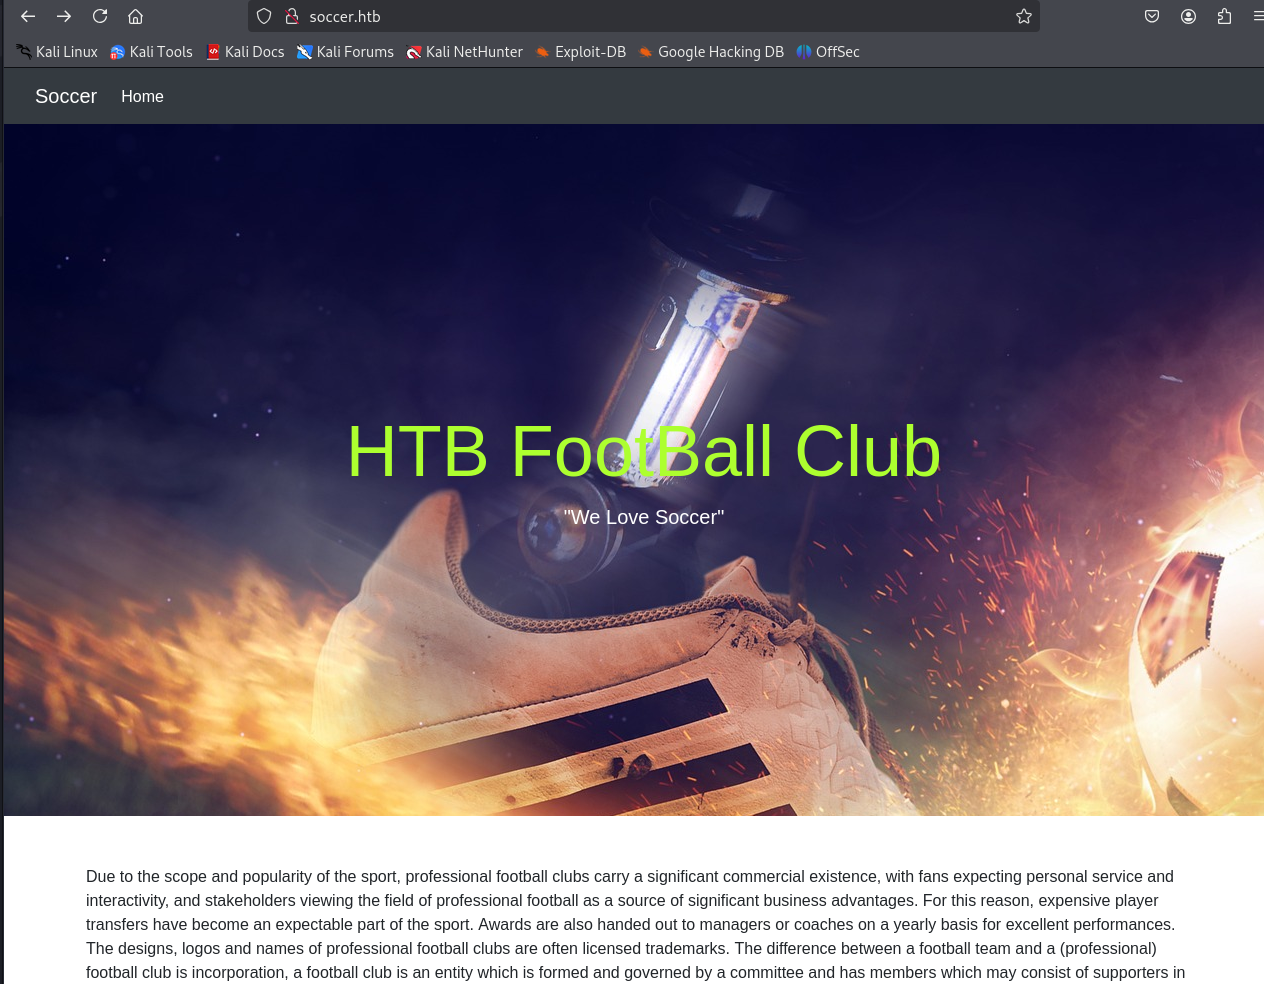 soccer.htb
Kali Linux Kali Tools Kali Docs Kali Forums Kali NetHunter Exploit-DB Google Hacking DB OffSec
Soccer Home
HTB FootBall Club
"We Love Soccer"
Due to the scope and popularity of the sport, professional football clubs carry a significant commercial existence, with fans expecting personal service and
interactivity, and stakeholders viewing the field of professional football as a source of significant business advantages. For this reason, expensive player
transfers have become an expectable part of the sport. Awards are also handed out to managers or coaches on a yearly basis for excellent performances.
The designs, logos and names of professional football clubs are often licensed trademarks. The difference between a football team and a (professional)
football club is incorporation, a football club is an entity which is formed and governed by a committee and has members which may consist of supporters in